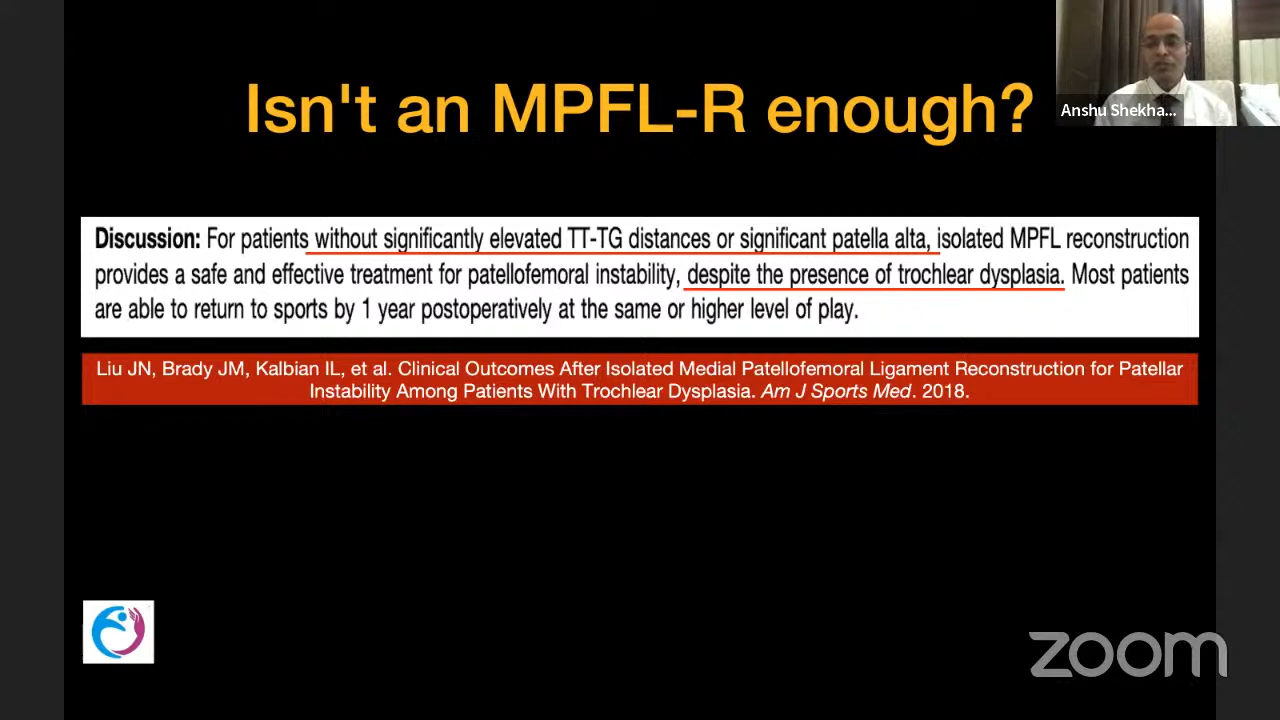 Isn't an MPFL-R enough?
Anshu Shekha...
Discussion: For patients without significantly elevated TT-TG distances or significant patella alta, isolated MPFL reconstruction
provides a safe and effective treatment for patellofemoral instability, despite the presence of trochlear dysplasia. Most patients
are able to return to sports by 1 year postoperatively at the same or higher level of play.
Liu JN, Brady JM, Kalbian IL, et al. Clinical Outcomes After Isolated Medial Patellofemoral Ligament Reconstruction for Patellar
Instability Among Patients With Trochlear Dysplasia. Am J Sports Med. 2018.
zoom